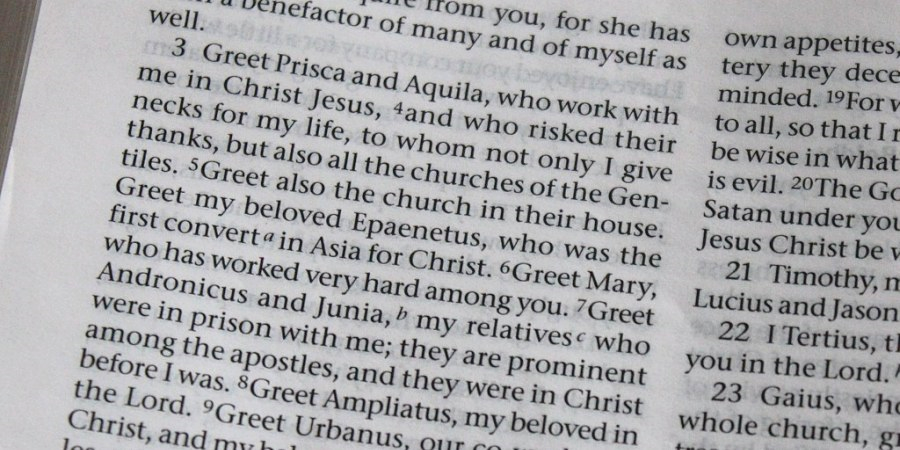 from you, for she has
benefactor of many and of myself as
well.
3 Greet Prisca and Aquila, who work with
me in Christ Jesus, 4and who risked their
necks for my life, to whom not only I give
thanks, but also all the churches of the Gen-
tiles. 5Greet also the church in their house.
Greet my beloved Epaenetus, who was the
first convert a in Asia for Christ. 6Greet Mary,
who has worked very hard among you. 7Greet
Andronicus and Junia, b my relatives c who
were in prison with me; they are prominent
among the apostles, and they were in Christ
before I was. 8Greet Ampliatus, my beloved in
the Lord. 9Greet Urbanus, our
Christ, and my
own appetites,
tery they dece
minded. 19For
to all, so that I
be wise in what
is evil. 20The Go
Satan under you
Jesus Christ be
21 Timothy,
Lucius and Jason
22 I Tertius,
you in the Lord.
23 Gaius, who
whole church,